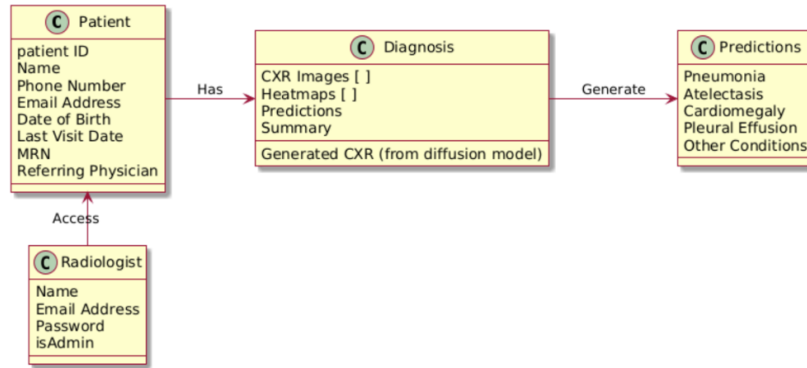 C Patient
patient ID
Name
Phone Number
Email Address
Date of Birth
Last Visit Date
MRN
Referring Physician
Has
C Diagnosis
CXR Images [ ]
Heatmaps [ ]
Predictions
Summary
Generated CXR (from diffusion model)
Generate
C Predictions
Pneumonia
Atelectasis
Cardiomegaly
Pleural Effusion
Other Conditions
Access
C Radiologist
Name
Email Address
Password
isAdmin